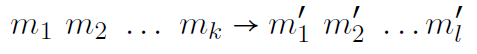 m₁ m₂ … mₖ → m′₁ m′₂ … m′ₗ